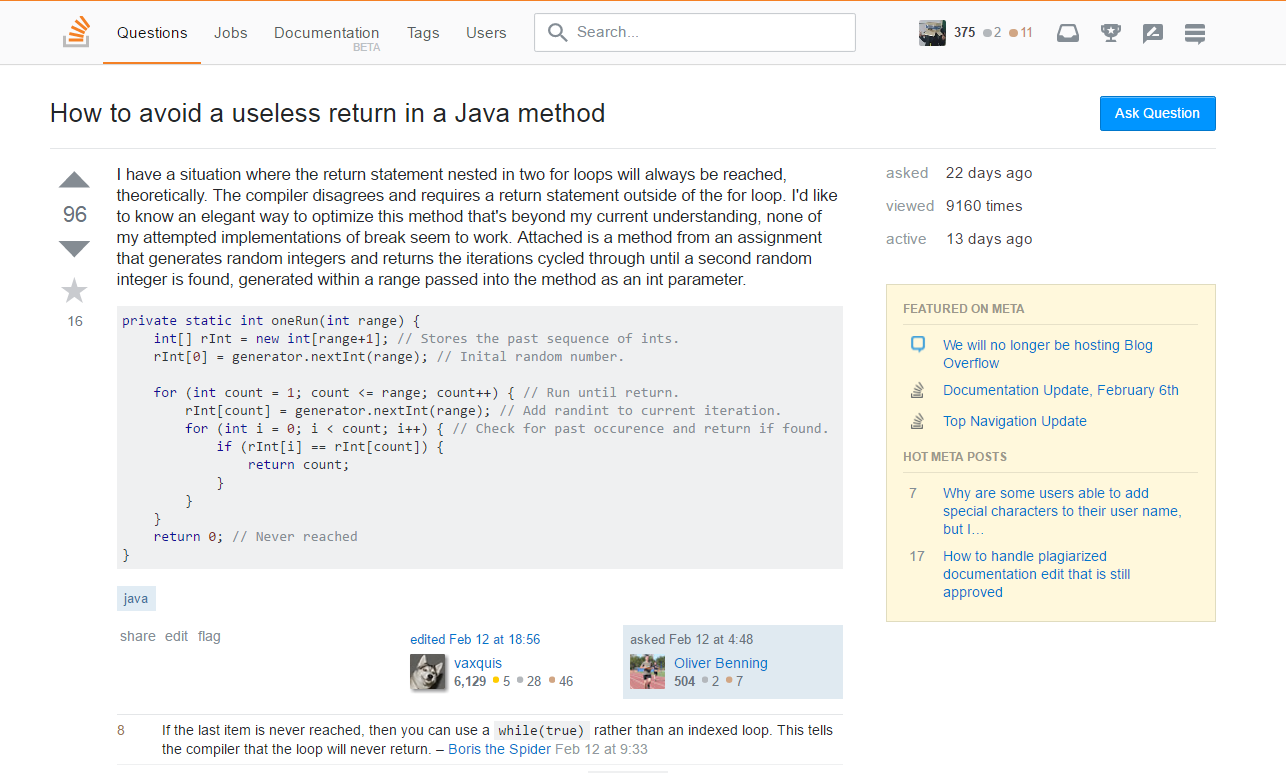 Questions Jobs Documentation Tags Users Search... 375 2 11
BETA
How to avoid a useless return in a Java method
Ask Question
96
16
I have a situation where the return statement nested in two for loops will always be reached,
theoretically. The compiler disagrees and requires a return statement outside of the for loop. I'd like
to know an elegant way to optimize this method that's beyond my current understanding, none of
my attempted implementations of break seem to work. Attached is a method from an assignment
that generates random integers and returns the iterations cycled through until a second random
integer is found, generated within a range passed into the method as an int parameter.
private static int oneRun(int range) {
    int[] rInt = new int[range+1]; // Stores the past sequence of ints.
    rInt[0] = generator.nextInt(range); // Inital random number.

    for (int count = 1; count <= range; count++) { // Run until return.
        rInt[count] = generator.nextInt(range); // Add randint to current iteration.
        for (int i = 0; i < count; i++) { // Check for past occurence and return if found.
            if (rInt[i] == rInt[count]) {
                return count;
            }
        }
    }
    return 0; // Never reached
}
java
share edit flag
edited Feb 12 at 18:56
vaxquis
6,129 5 28 46
asked Feb 12 at 4:48
Oliver Benning
504 2 7
8
If the last item is never reached, then you can use a while(true) rather than an indexed loop. This tells
the compiler that the loop will never return. – Boris the Spider Feb 12 at 9:33
asked 22 days ago
viewed 9160 times
active 13 days ago
FEATURED ON META
We will no longer be hosting Blog
Overflow
Documentation Update, February 6th
Top Navigation Update
HOT META POSTS
7 Why are some users able to add
special characters to their user name,
but I…
17 How to handle plagiarized
documentation edit that is still
approved